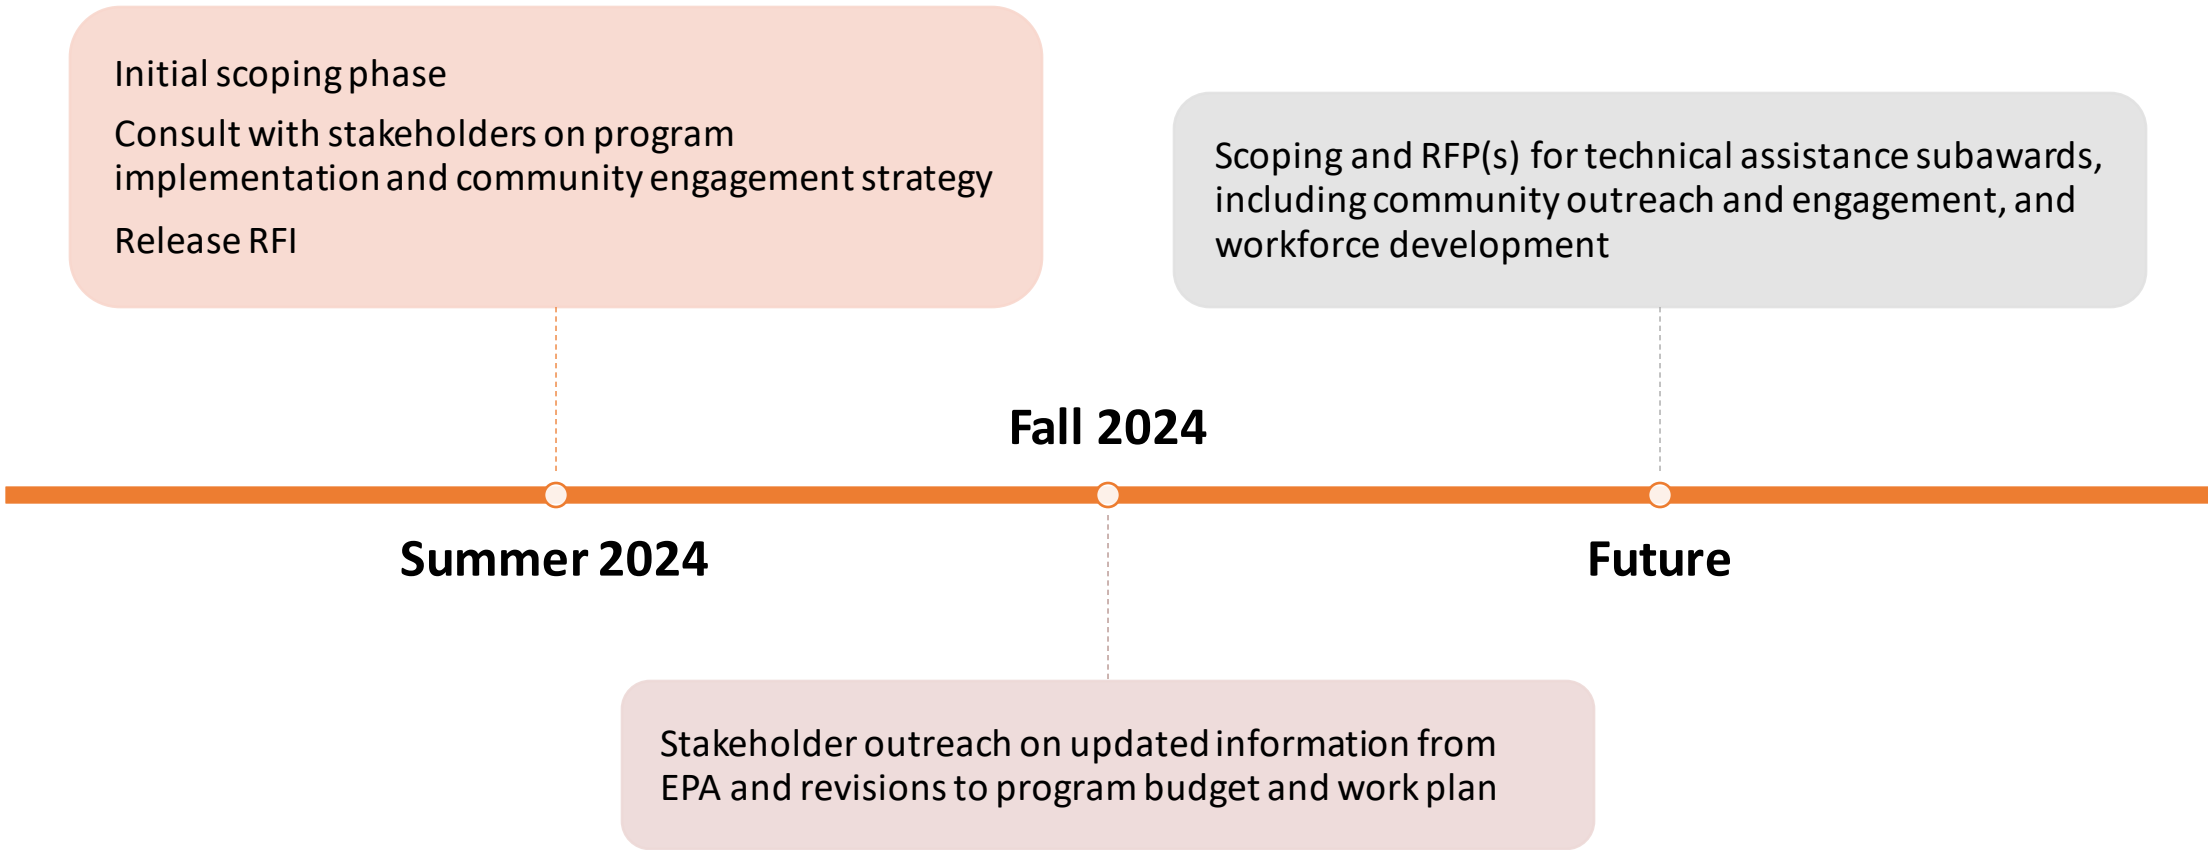 Initial scoping phase
Consult with stakeholders on program
implementation and community engagement strategy
Release RFI
Scoping and RFP(s) for technical assistance subawards,
including community outreach and engagement, and
workforce development
Fall 2024
Summer 2024
Future
Stakeholder outreach on updated information from
EPA and revisions to program budget and work plan